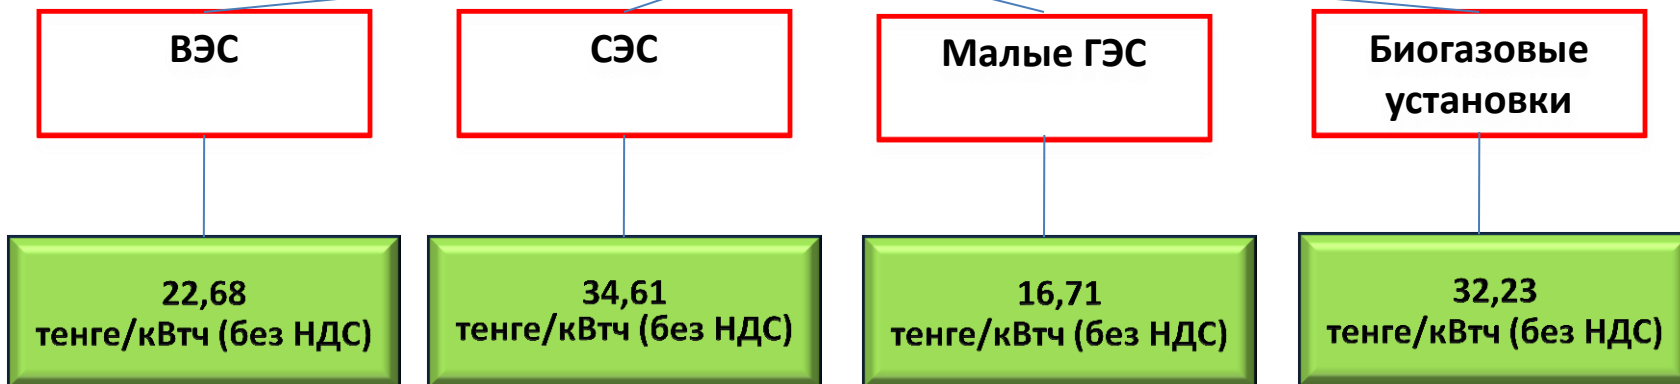 ВЭС
СЭС
Малые ГЭС
Биогазовые
установки
22,68
тенге/кВтч (без НДС)
34,61
тенге/кВтч (без НДС)
16,71
тенге/кВтч (без НДС)
32,23
тенге/кВтч (без НДС)